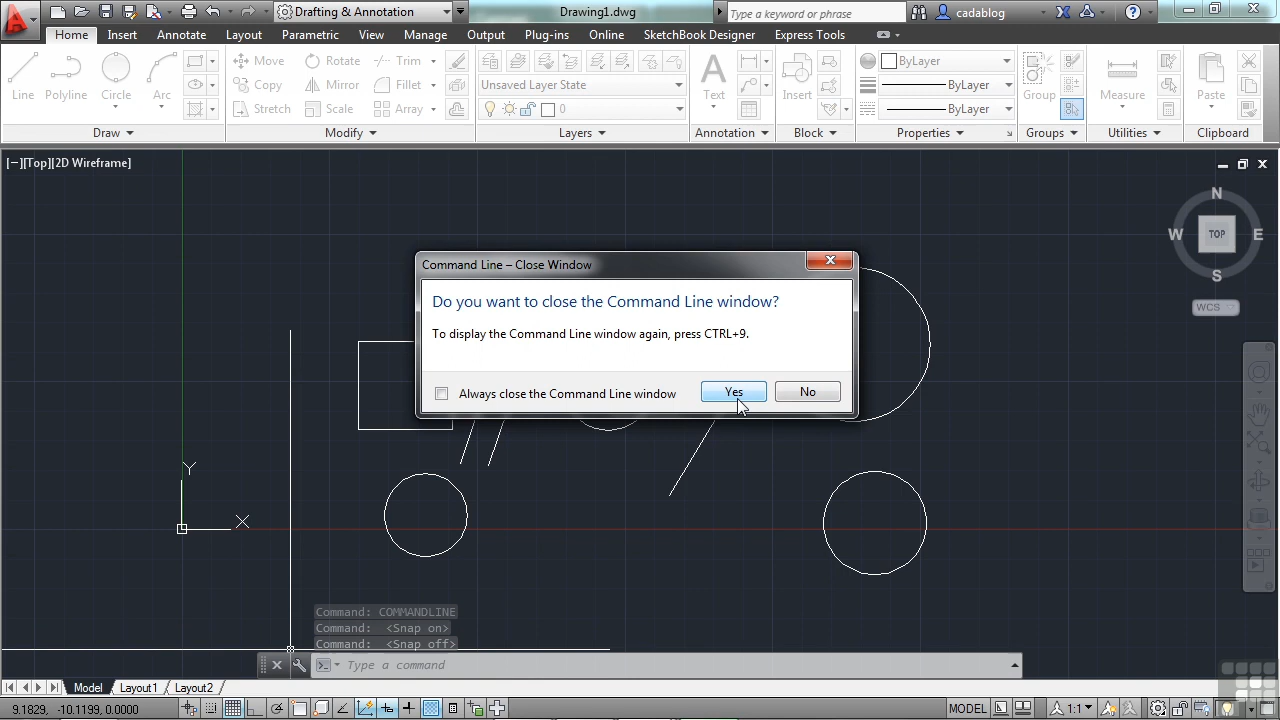 Drafting & Annotation
Drawing1.dwg
Type a keyword or phrase
cadablog
Home Insert Annotate Layout Parametric View Manage Output Plug-ins Online SketchBook Designer Express Tools
Line
Polyline
Circle
Arc
Draw
Move
Rotate
Trim
Copy
Mirror
Fillet
Stretch
Scale
Array
Modify
Unsaved Layer State
0
Layers
Text
Annotation
Insert
Block
ByLayer
ByLayer
ByLayer
Properties
Group
Groups
Measure
Utilities
Paste
Clipboard
[–][Top][2D Wireframe]
N
W
TOP
E
S
WCS
Command Line – Close Window
Do you want to close the Command Line window?
To display the Command Line window again, press CTRL+9.
Always close the Command Line window
Yes
No
Y
X
Command: COMMANDLINE
Command: <Snap on>
Command: <Snap off>
Type a command
Model Layout1 Layout2
9.1829, -10.1199, 0.0000
MODEL
1:1